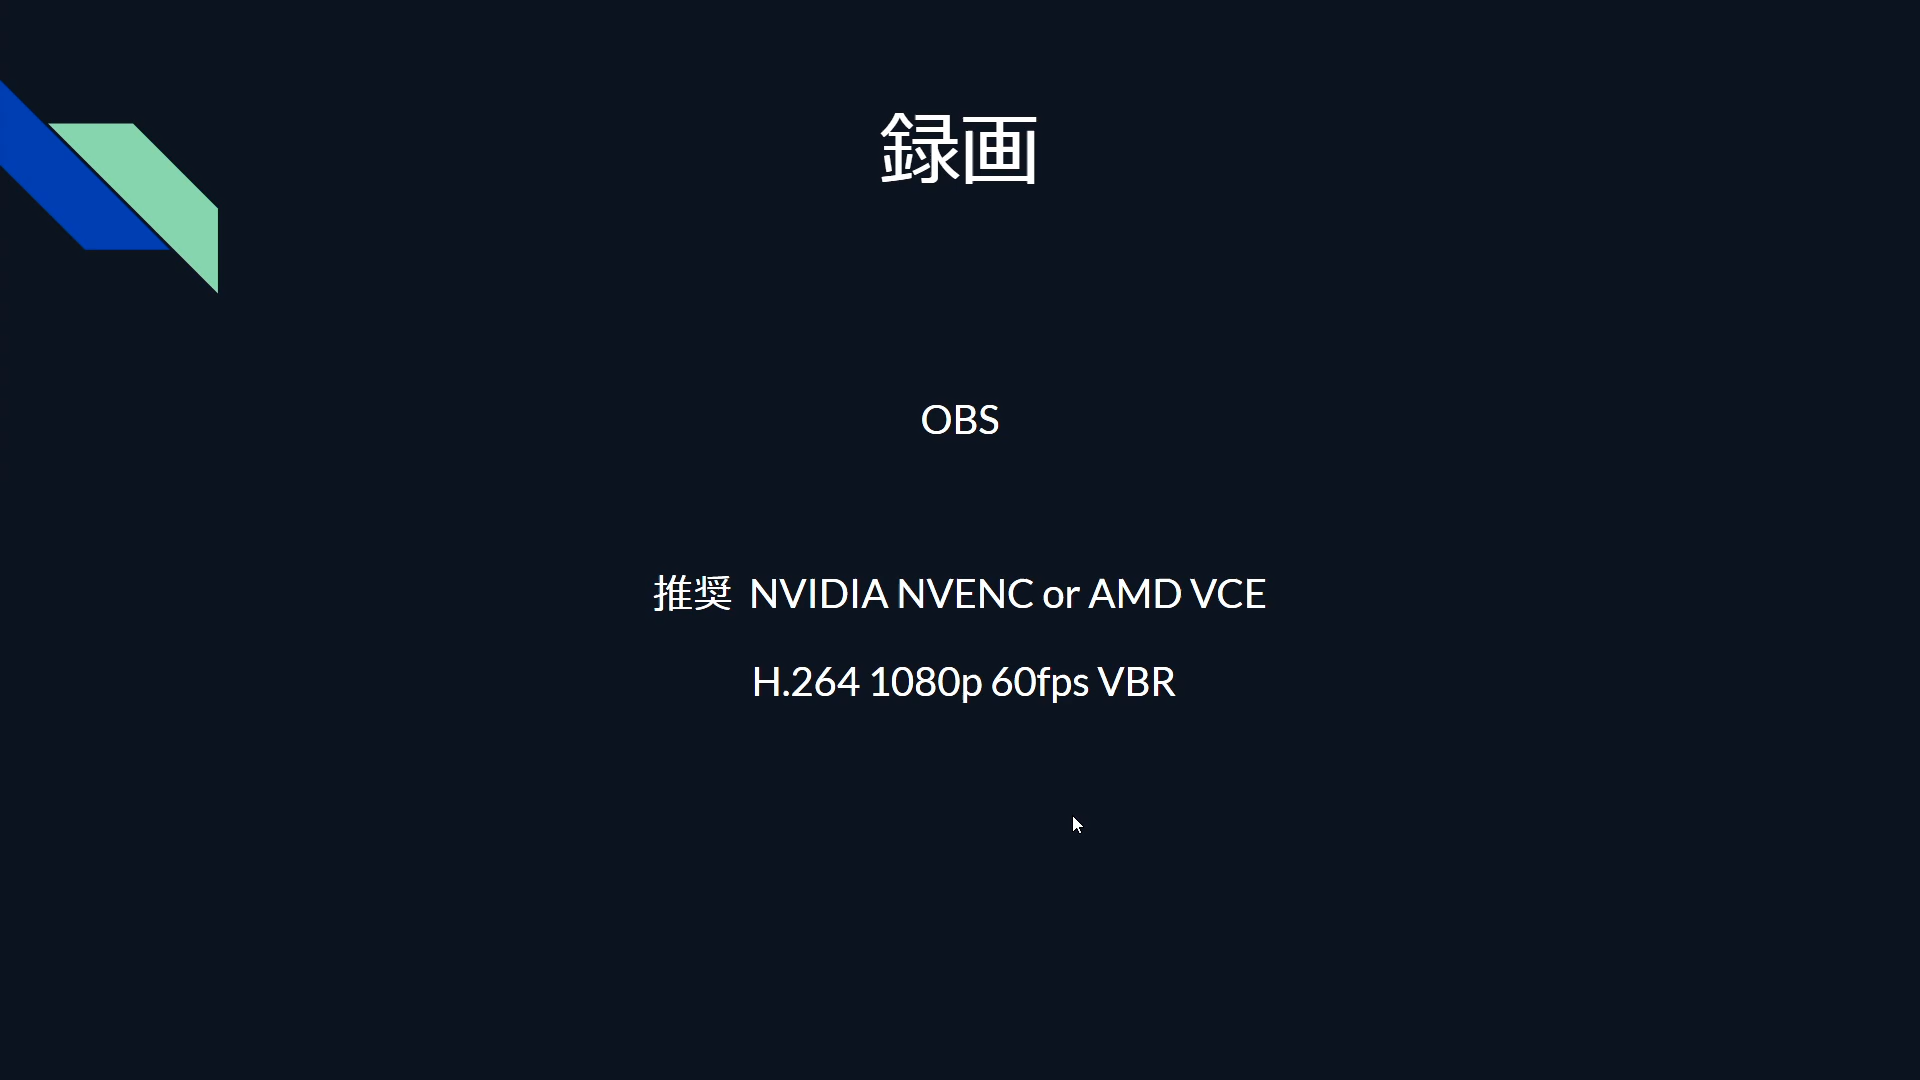 録画
OBS
推奨 NVIDIA NVENC or AMD VCE
H.264 1080p 60fps VBR